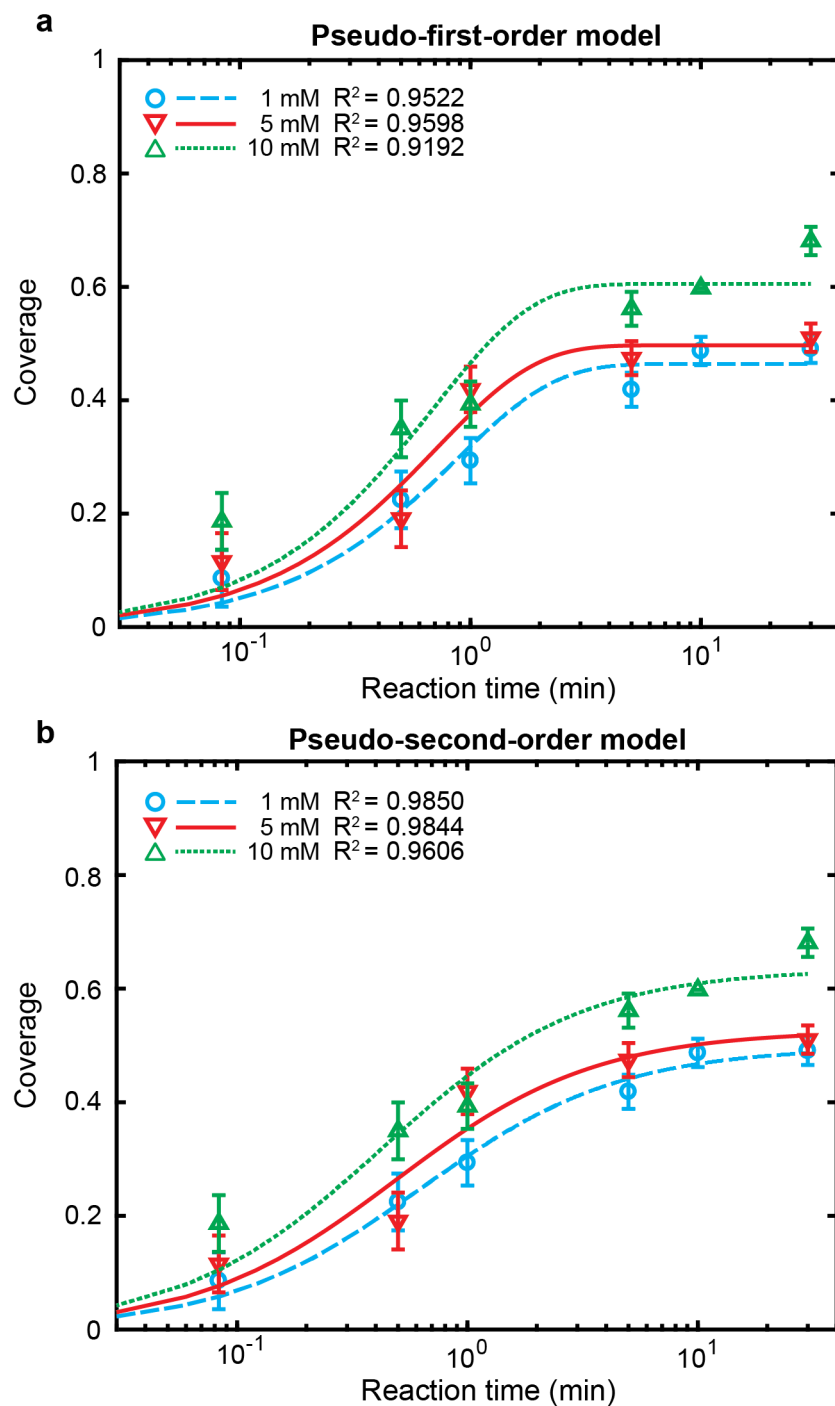 a
Pseudo-first-order model
1 mM R² = 0.9522
5 mM R² = 0.9598
10 mM R² = 0.9192
1
0.8
0.6
0.4
0.2
0
Coverage
10⁻¹ 10⁰ 10¹
Reaction time (min)
b
Pseudo-second-order model
1 mM R² = 0.9850
5 mM R² = 0.9844
10 mM R² = 0.9606
1
0.8
0.6
0.4
0.2
0
Coverage
10⁻¹ 10⁰ 10¹
Reaction time (min)